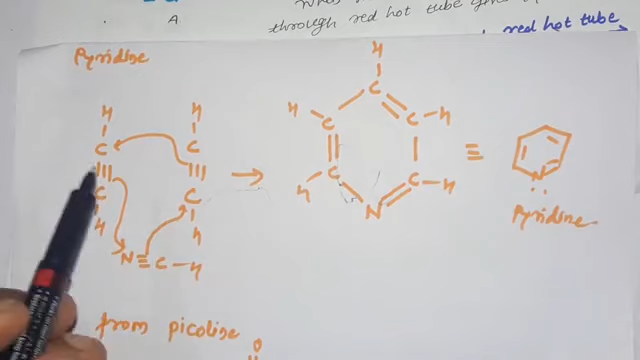 A
through red hot tube
red hot tube
Pyridine
H H H
C C C
H C C H
C C
H C C H
H H N
N ≡ C - H
≡
N
Pyridine
from picoline
O